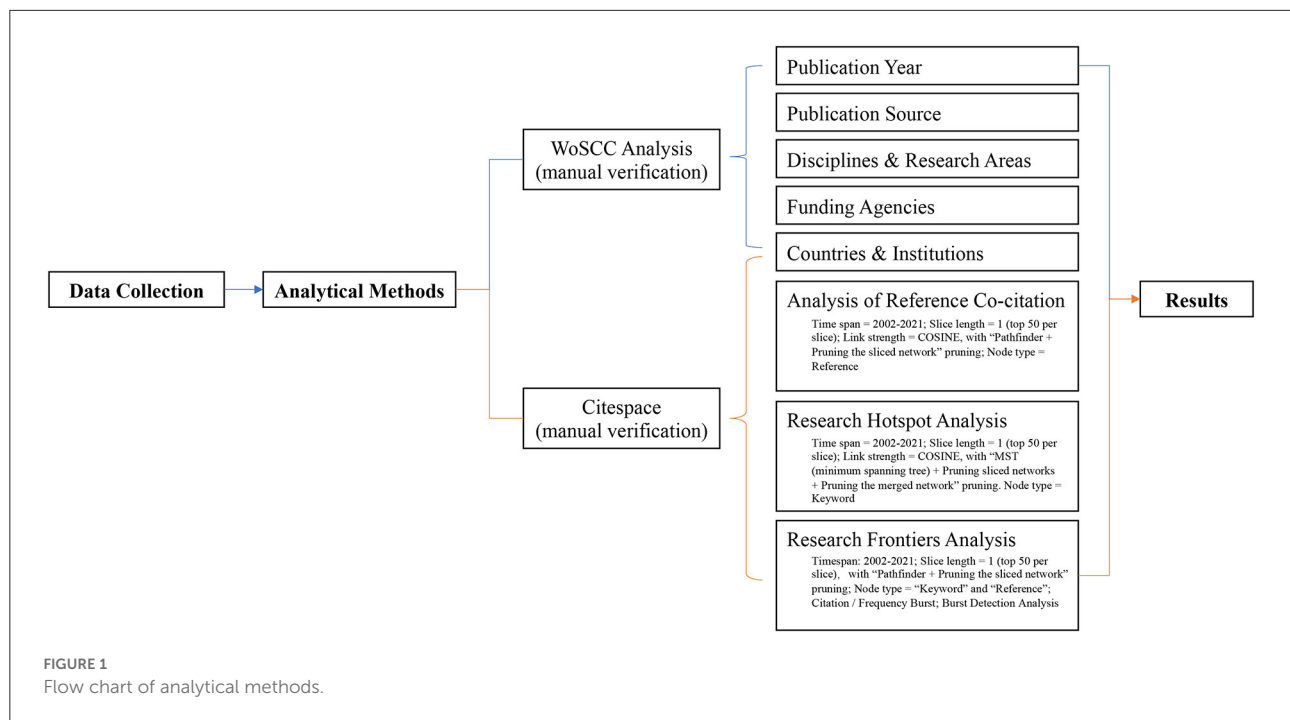 Data Collection
Analytical Methods
WoSCC Analysis
(manual verification)
Citespace
(manual verification)
Publication Year
Publication Source
Disciplines & Research Areas
Funding Agencies
Countries & Institutions
Analysis of Reference Co-citation
Time span = 2002-2021; Slice length = 1 (top 50 per
slice); Link strength = COSINE, with “Pathfinder +
Pruning the sliced network” pruning; Node type =
Reference
Research Hotspot Analysis
Time span = 2002-2021; Slice length = 1 (top 50 per
slice); Link strength = COSINE, with “MST
(minimum spanning tree) + Pruning sliced networks
+ Pruning the merged network” pruning. Node type =
Keyword
Research Frontiers Analysis
Timespan: 2002-2021; Slice length = 1 (top 50 per
slice), with “Pathfinder + Pruning the sliced network”
pruning; Node type = “Keyword” and “Reference”;
Citation / Frequency Burst; Burst Detection Analysis
Results
FIGURE 1
Flow chart of analytical methods.